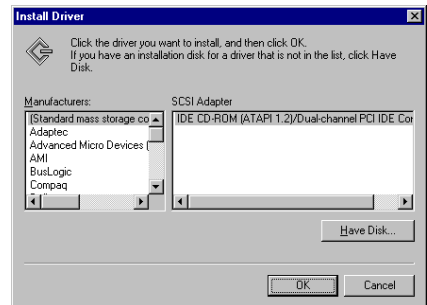 Install Driver
Click the driver you want to install, and then click OK.
If you have an installation disk for a driver that is not in the list, click Have
Disk.
Manufacturers:
(Standard mass storage co
Adaptec
Advanced Micro Devices (
AMI
BusLogic
Compaq
SCSI Adapter
IDE CD-ROM (ATAPI 1.2)/Dual-channel PCI IDE Cor
Have Disk...
OK
Cancel